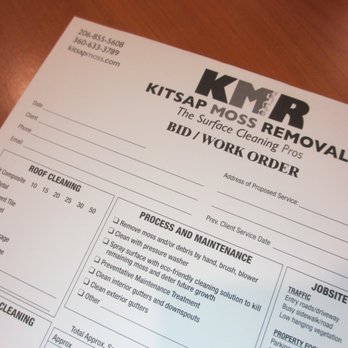 206-855-5608
360-633-3789
kitsapmoss.com
KMR
KITSAP MOSS REMOVAL
The Surface Cleaning Pros
BID / WORK ORDER
Date
Client
Phone
Email
Address of Proposed Service:
Prev. Client Service Date
ROOF CLEANING
Composite
10 15 20 25 30 50
Metal
Tile
PROCESS AND MAINTENANCE
Remove moss and/or debris by hand, brush, blower
Clean with pressure washer
Spray surface with eco-friendly cleaning solution to kill
remaining moss and deter future growth
Preventative Maintenance Treatment
Clean interior gutters and downspouts
Clean exterior gutters
Other
JOBSITE
TRAFFIC
Entry roads/driveway
Busy sidewalk/road
Low hanging vegetation
PROPERTY
Parking
CLEANING
Total Approx.
Approx.